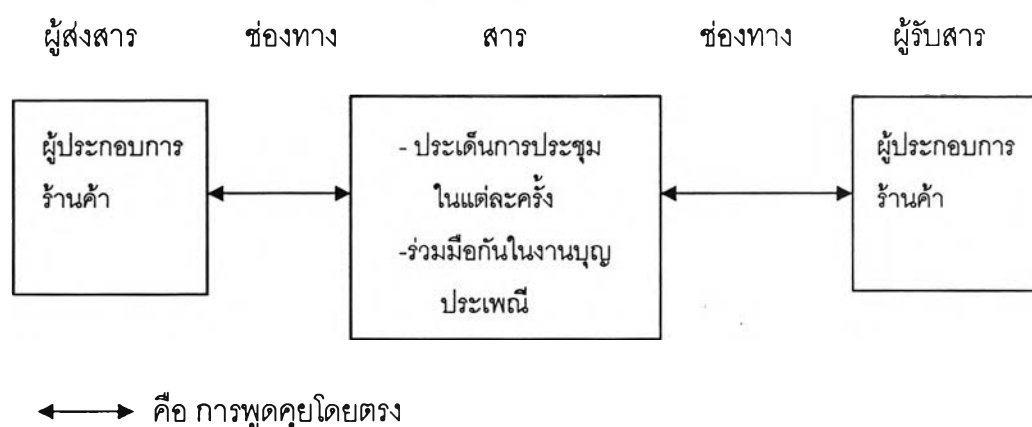 ผู้ส่งสาร ช่องทาง สาร ช่องทาง ผู้รับสาร
ผู้ประกอบการ
ร้านค้า
- ประเด็นการประชุม
ในแต่ละครั้ง
-ร่วมมือกันในงานบุญ
ประเพณี
ผู้ประกอบการ
ร้านค้า
คือ การพูดคุยโดยตรง